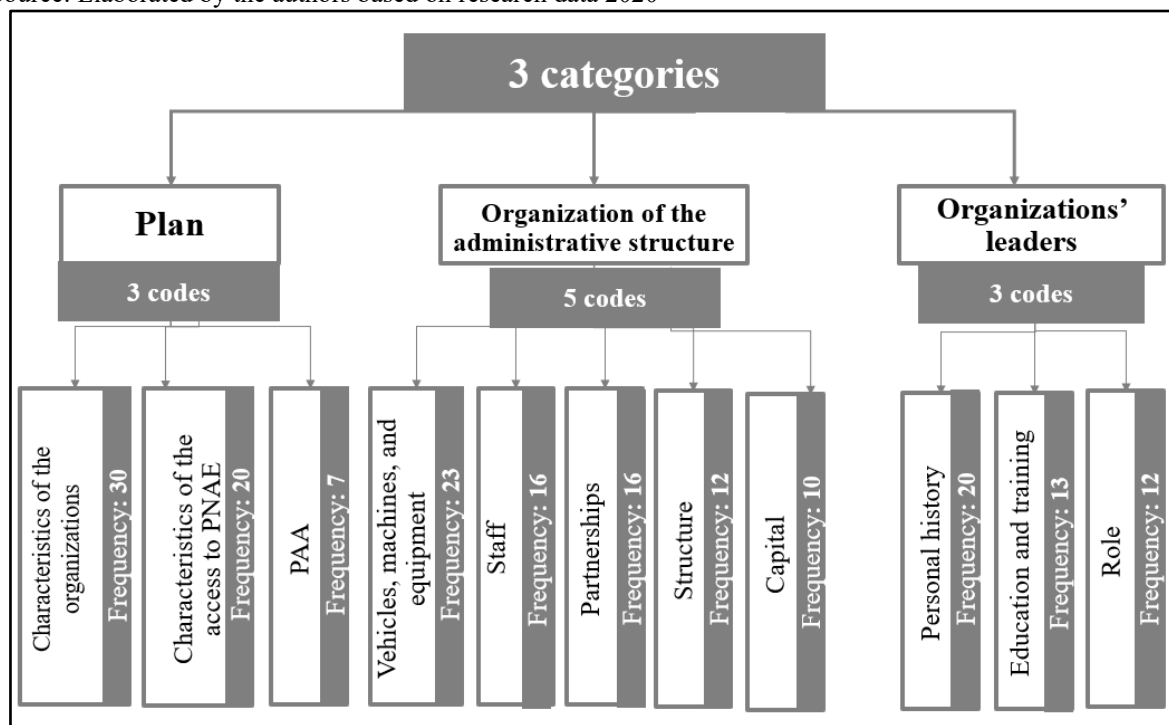 Source: Elaborated by the authors based on research data 2020
3 categories
Plan
3 codes
Organization of the
administrative structure
5 codes
Organizations’
leaders
3 codes
Characteristics of the
organizations
Frequency: 30
Characteristics of the
access to PNAE
Frequency: 20
PAA
Frequency: 7
Vehicles, machines, and
equipment
Frequency: 23
Staff
Frequency: 16
Partnerships
Frequency: 16
Structure
Frequency: 12
Capital
Frequency: 10
Personal history
Frequency: 20
Education and training
Frequency: 13
Role
Frequency: 12